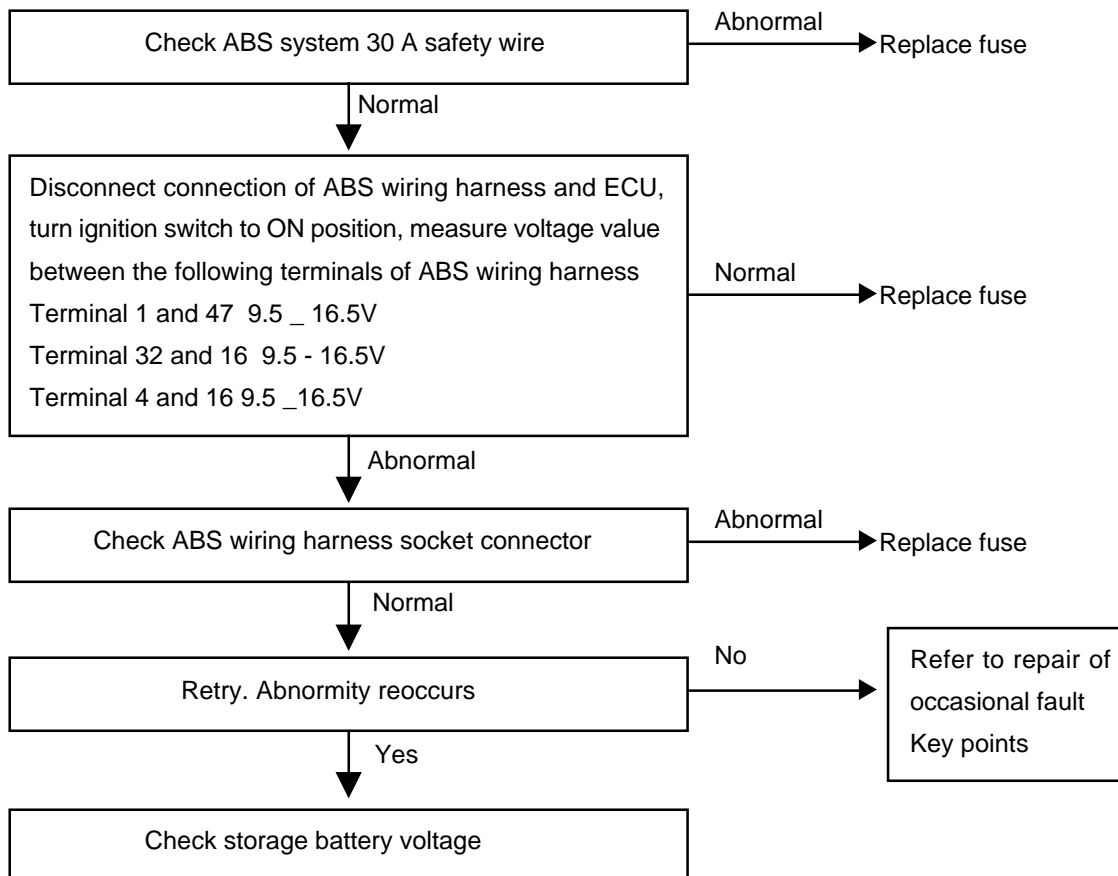 Check ABS system 30 A safety wire
Abnormal
Replace fuse
Normal
Disconnect connection of ABS wiring harness and ECU,
turn ignition switch to ON position, measure voltage value
between the following terminals of ABS wiring harness
Terminal 1 and 47 9.5 _ 16.5V
Terminal 32 and 16 9.5 - 16.5V
Terminal 4 and 16 9.5 _16.5V
Normal
Replace fuse
Abnormal
Check ABS wiring harness socket connector
Abnormal
Replace fuse
Normal
Retry. Abnormity reoccurs
No
Refer to repair of
occasional fault
Key points
Yes
Check storage battery voltage